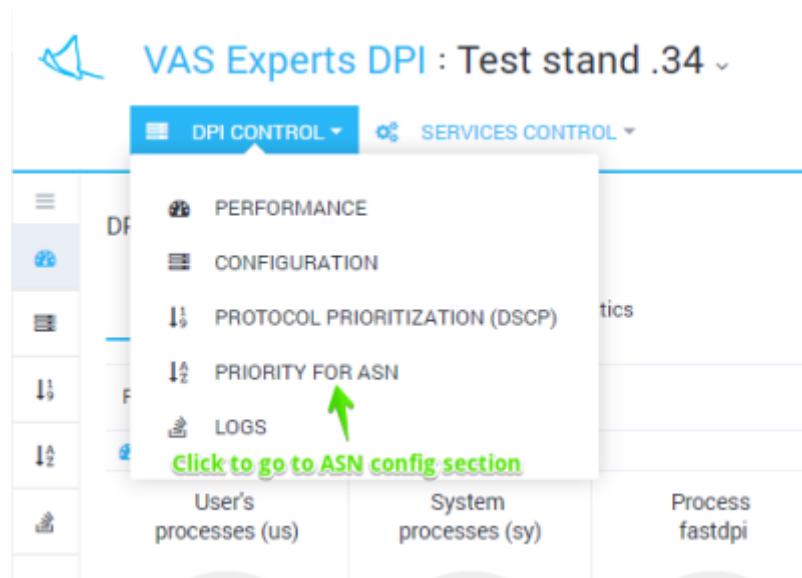 VAS Experts DPI : Test stand .34
DPI CONTROL SERVICES CONTROL
PERFORMANCE
CONFIGURATION
PROTOCOL PRIORITIZATION (DSCP)
tics
PRIORITY FOR ASN
LOGS
Click to go to ASN config section
User's System Process
processes (us) processes (sy) fastdpi